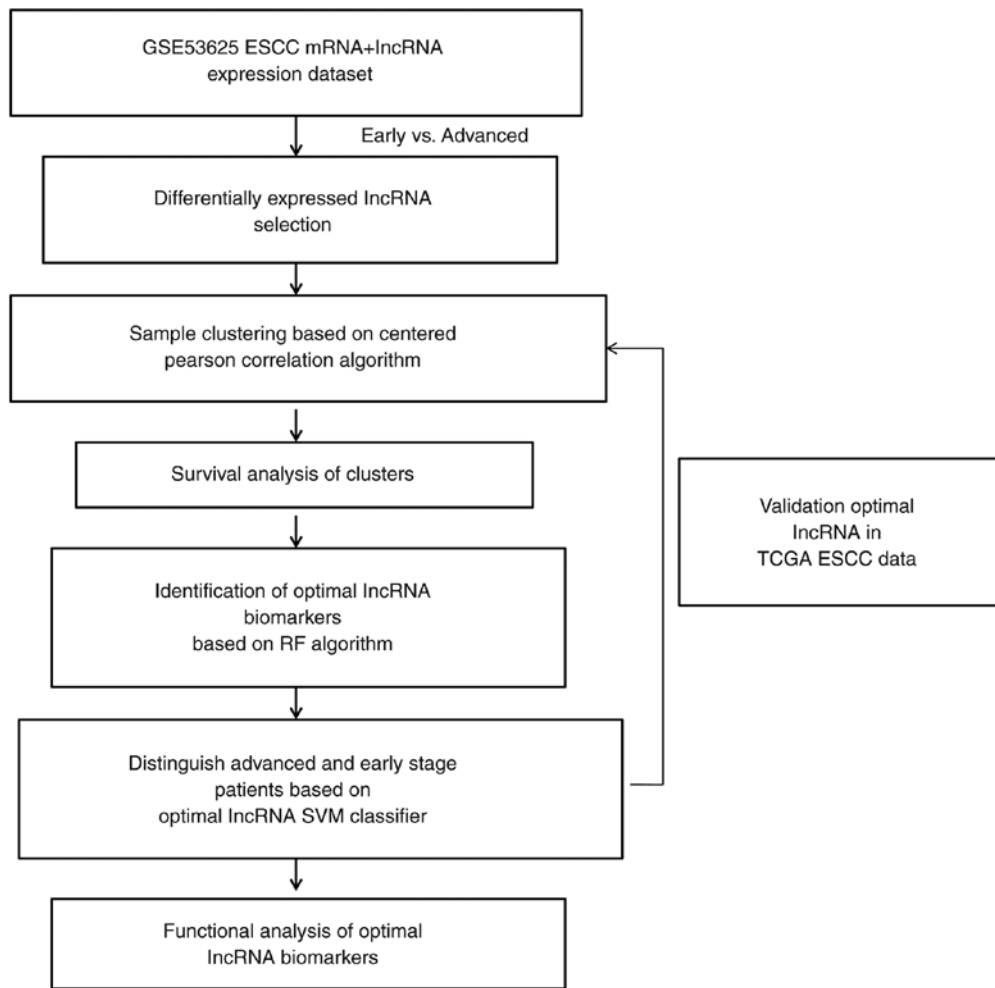 GSE53625 ESCC mRNA+lncRNA
expression dataset
Early vs. Advanced
Differentially expressed lncRNA
selection
Sample clustering based on centered
pearson correlation algorithm
Survival analysis of clusters
Identification of optimal lncRNA
biomarkers
based on RF algorithm
Distinguish advanced and early stage
patients based on
optimal lncRNA SVM classifier
Functional analysis of optimal
lncRNA biomarkers
Validation optimal
lncRNA in
TCGA ESCC data